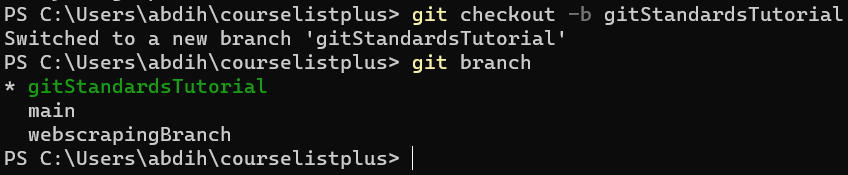 PS C:\Users\abdih\courselistplus> git checkout -b gitStandardsTutorial
Switched to a new branch 'gitStandardsTutorial'
PS C:\Users\abdih\courselistplus> git branch
* gitStandardsTutorial
  main
  webscrapingBranch
PS C:\Users\abdih\courselistplus>